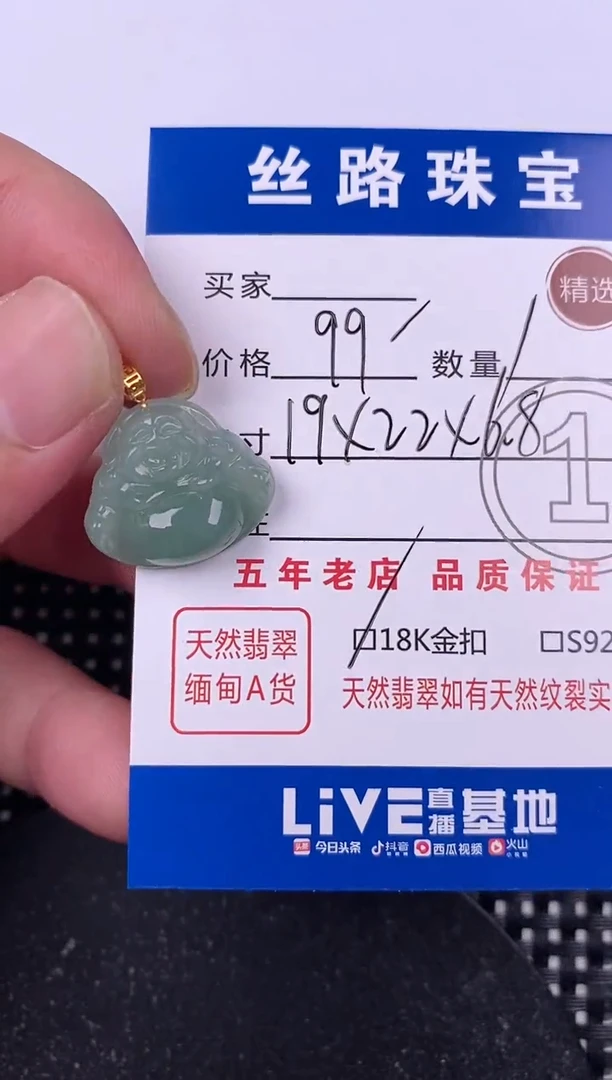 丝路珠宝
精选
买家
价格 99 数量
寸 19X22X6.8
1
五年老店 品质保证
天然翡翠 18K金扣 S92
缅甸A货 天然翡翠如有天然纹裂实
LiVE直播基地
头条 今日头条 抖音 西瓜视频 火山